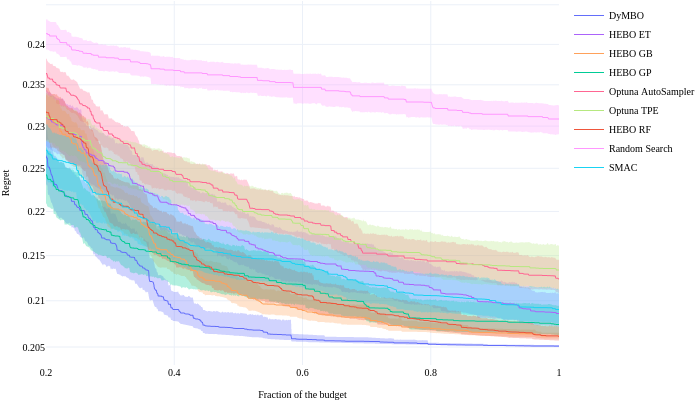 0.24
0.235
0.23
0.225
0.22
0.215
0.21
0.205
Regret
0.2
0.4
0.6
0.8
1
Fraction of the budget
DyMBO
HEBO ET
HEBO GB
HEBO GP
Optuna AutoSampler
Optuna TPE
HEBO RF
Random Search
SMAC